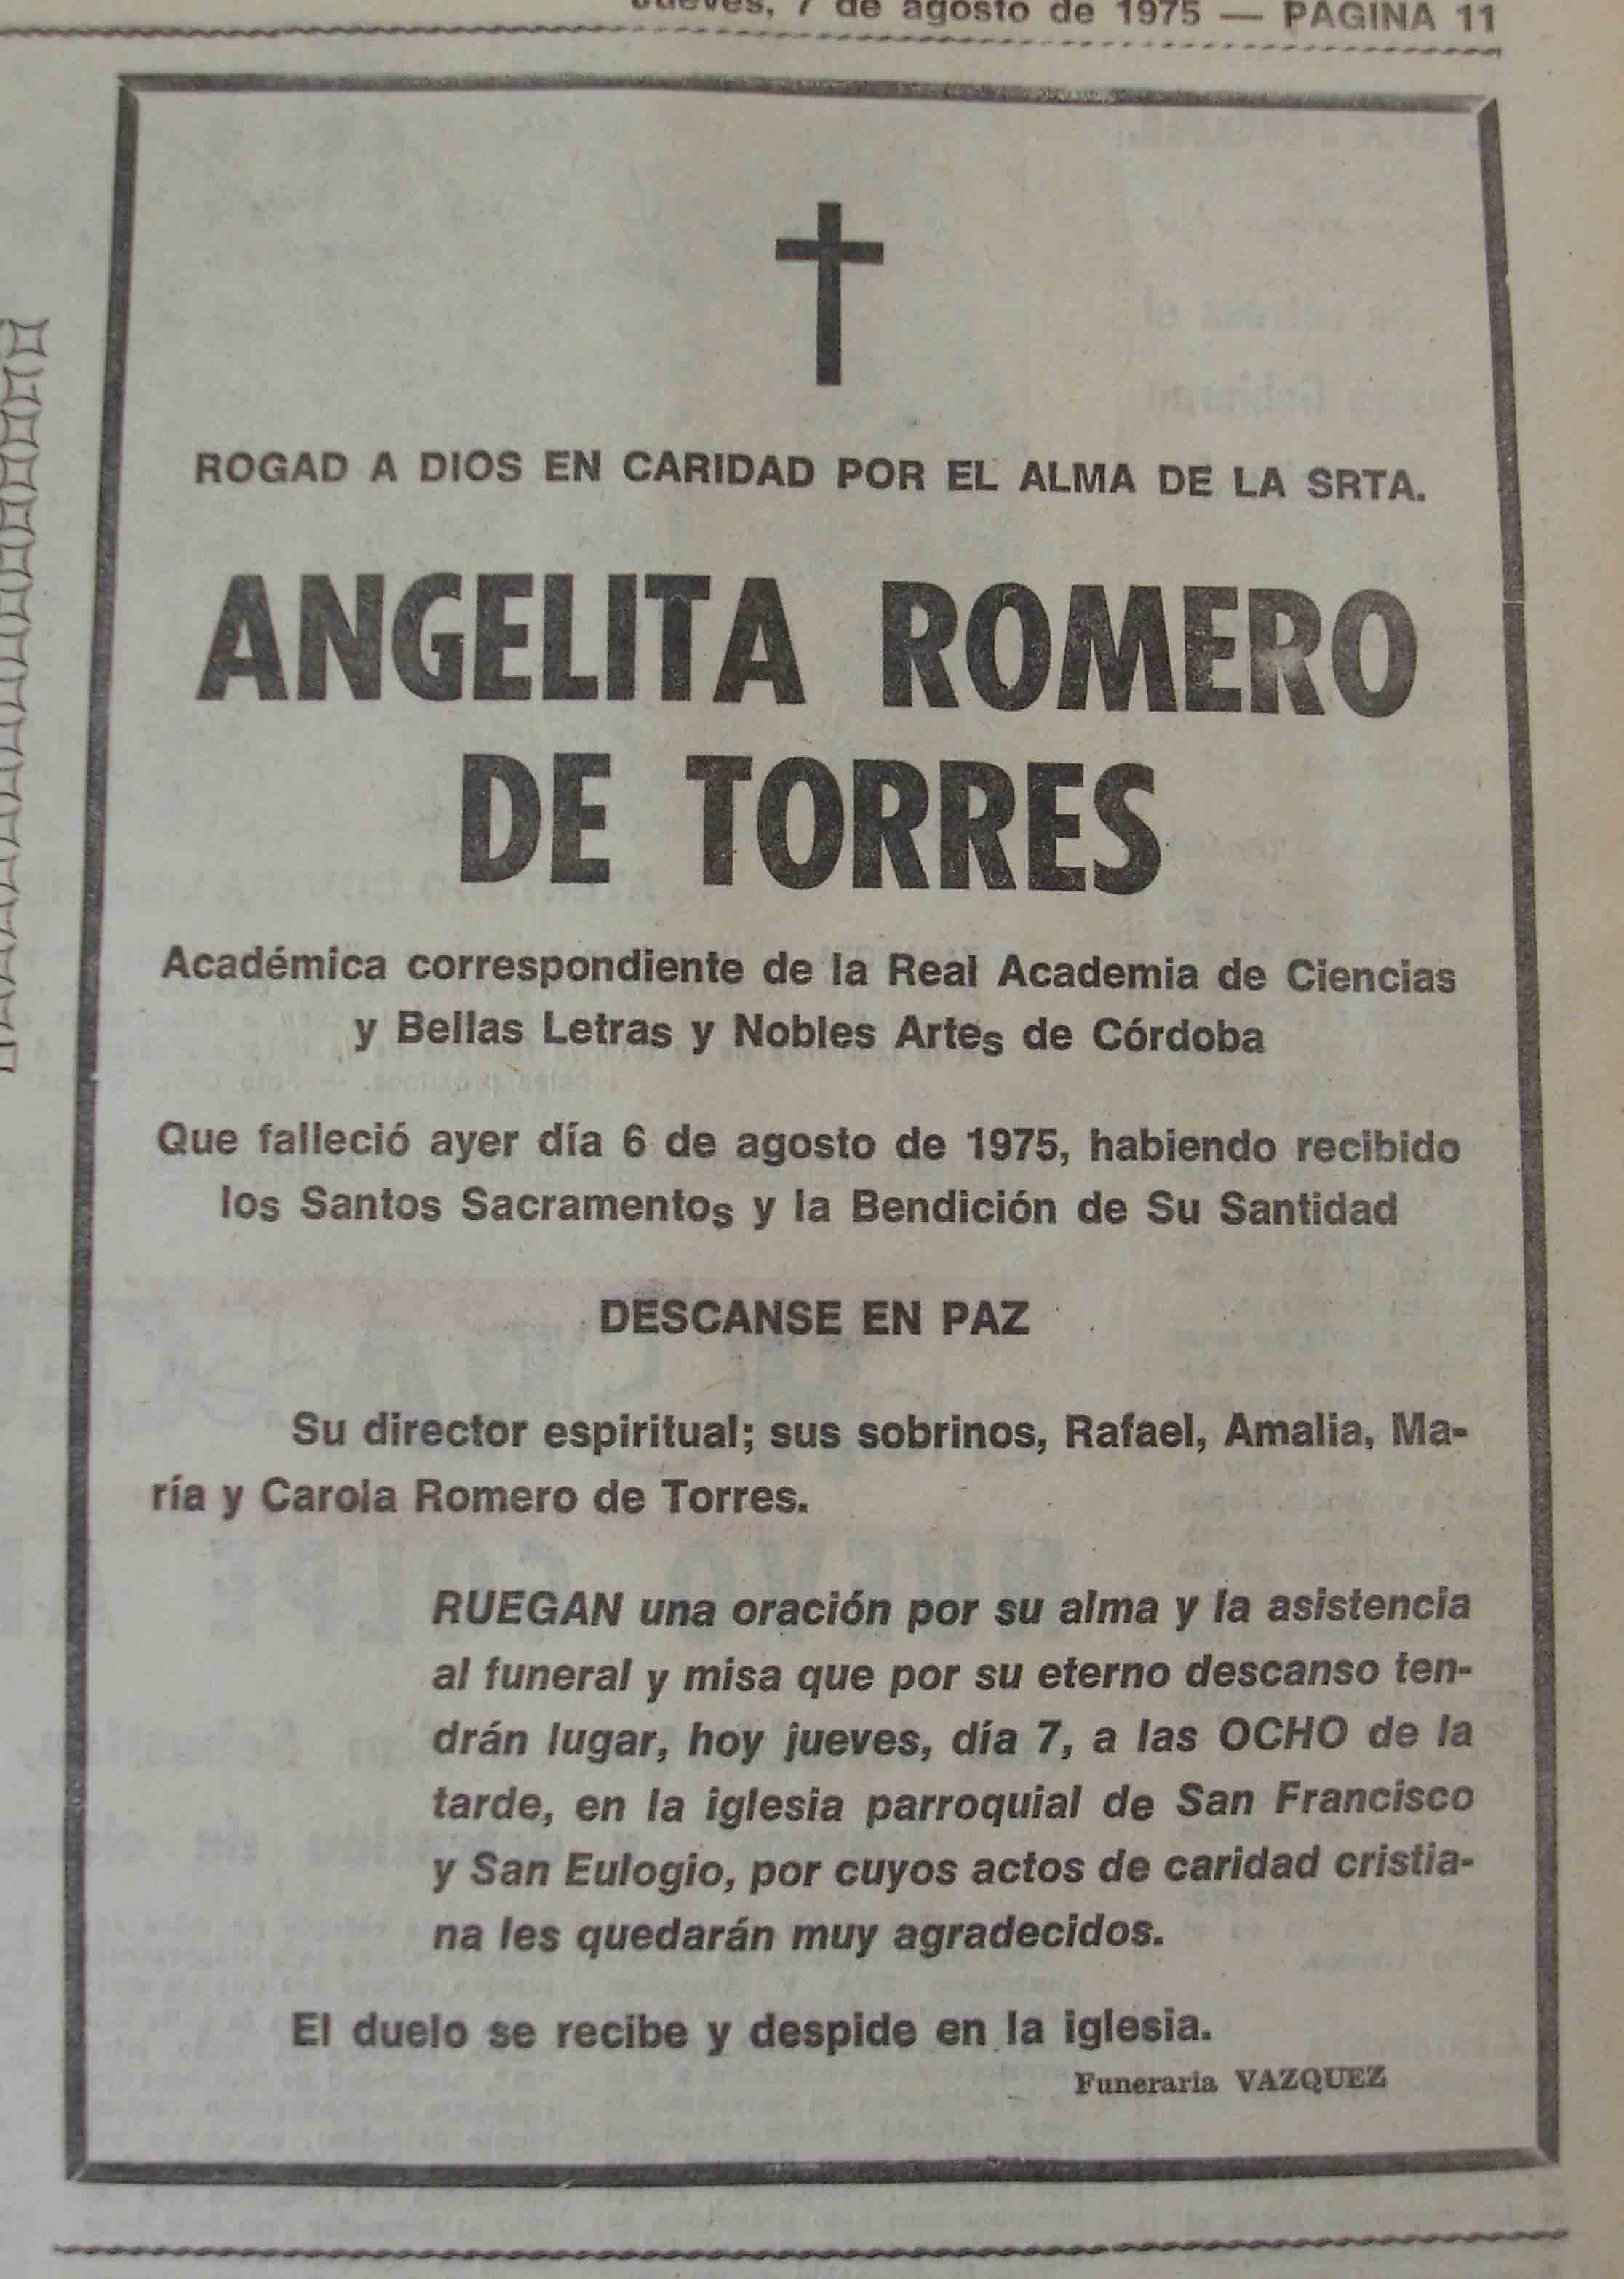 Jueves, 7 de agosto de 1975 — PAGINA 11
ROGAD A DIOS EN CARIDAD POR EL ALMA DE LA SRTA.
ANGELITA ROMERO
DE TORRES
Académica correspondiente de la Real Academia de Ciencias
y Bellas Letras y Nobles Artes de Córdoba
Que falleció ayer día 6 de agosto de 1975, habiendo recibido
los Santos Sacramentos y la Bendición de Su Santidad
DESCANSE EN PAZ
Su director espiritual; sus sobrinos, Rafael, Amalia, Ma-
ría y Carola Romero de Torres.
RUEGAN una oración por su alma y la asistencia
al funeral y misa que por su eterno descanso ten-
drán lugar, hoy jueves, día 7, a las OCHO de la
tarde, en la iglesia parroquial de San Francisco
y San Eulogio, por cuyos actos de caridad cristia-
na les quedarán muy agradecidos.
El duelo se recibe y despide en la iglesia.
Funeraria VAZQUEZ